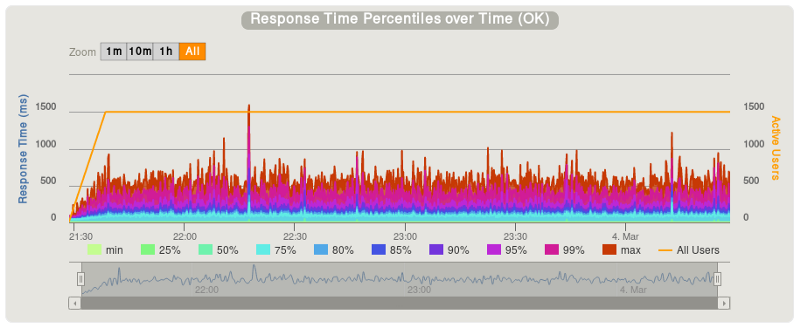 Response Time Percentiles over Time (OK)
Zoom 1m 10m 1h All
Response Time (ms)
1500
1000
500
0
1500
1000
500
0
Active Users
21:30 22:00 22:30 23:00 23:30 4. Mar
min 25% 50% 75% 80% 85% 90% 95% 99% max All Users
22:00 23:00 4. Mar